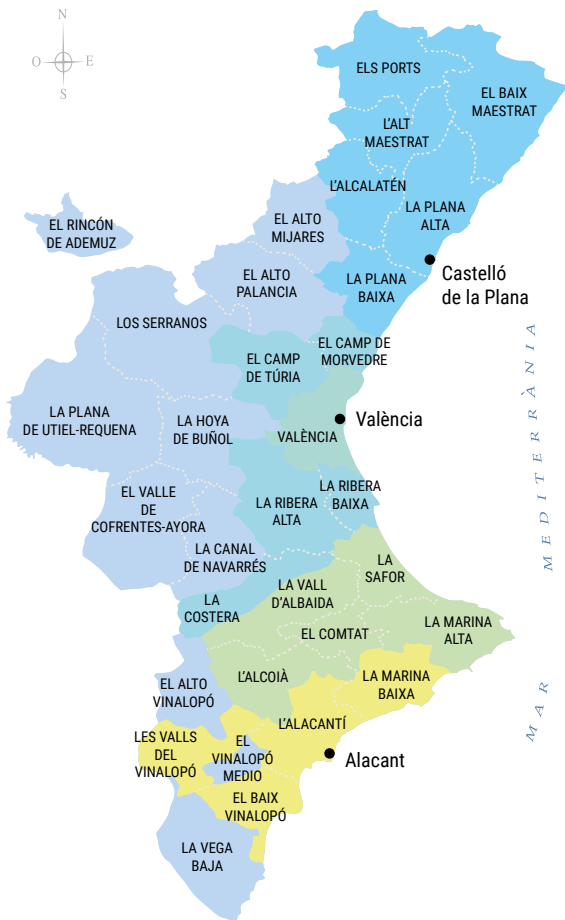 N
O
E
S
ELS PORTS
EL BAIX
MAESTRAT
L'ALT
MAESTRAT
L'ALCALATÉN
LA PLANA
ALTA
EL ALTO
MIJARES
EL RINCÓN
DE ADEMUZ
EL ALTO
PALANCIA
LA PLANA
BAIXA
Castelló
de la Plana
LOS SERRANOS
EL CAMP DE
MORVEDRE
EL CAMP
DE TÚRIA
LA PLANA
DE UTIEL-REQUENA
LA HOYA
DE BUÑOL
VALÈNCIA
València
EL VALLE
DE
COFRENTES-AYORA
LA RIBERA
ALTA
LA RIBERA
BAIXA
LA CANAL
DE NAVARRÉS
LA
SAFOR
LA VALL
D'ALBAIDA
LA
COSTERA
EL COMTAT
LA MARINA
ALTA
L'ALCOIÀ
LA MARINA
BAIXA
EL ALTO
VINALOPÓ
L'ALACANTÍ
LES VALLS
DEL
VINALOPÓ
EL
VINALOPÓ
MEDIO
Alacant
EL BAIX
VINALOPÓ
LA VEGA
BAJA
MAR MEDITERRÀNIA